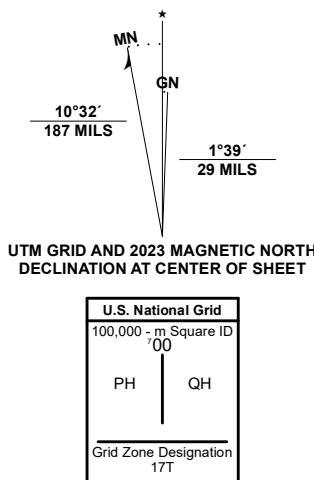 ★
MN
GN
10°32´
187 MILS
1°39´
29 MILS
UTM GRID AND 2023 MAGNETIC NORTH
DECLINATION AT CENTER OF SHEET
U.S. National Grid
100,000 - m Square ID
⁷00
PH QH
Grid Zone Designation
17T